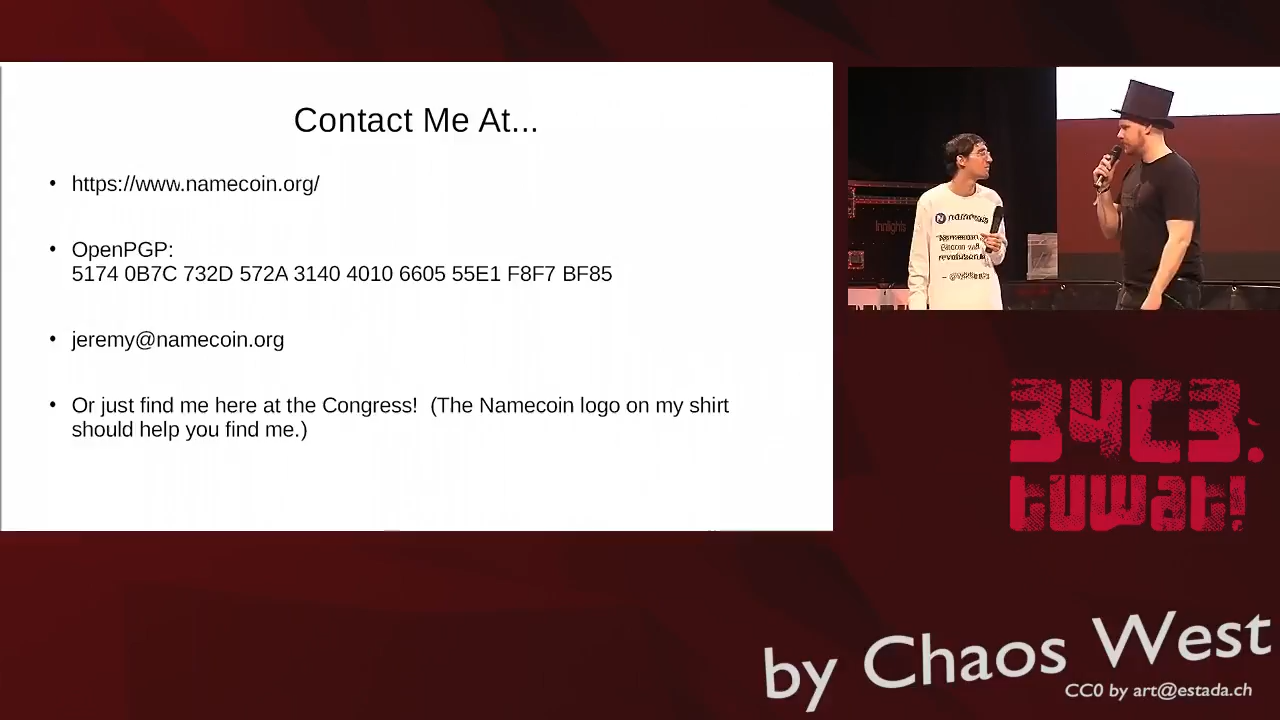 Contact Me At...
• https://www.namecoin.org/
• OpenPGP:
5174 0B7C 732D 572A 3140 4010 6605 55E1 F8F7 BF85
• jeremy@namecoin.org
• Or just find me here at the Congress!  (The Namecoin logo on my shirt
should help you find me.)
34C3:
tuwat!
by Chaos West
CC0 by art@estada.ch